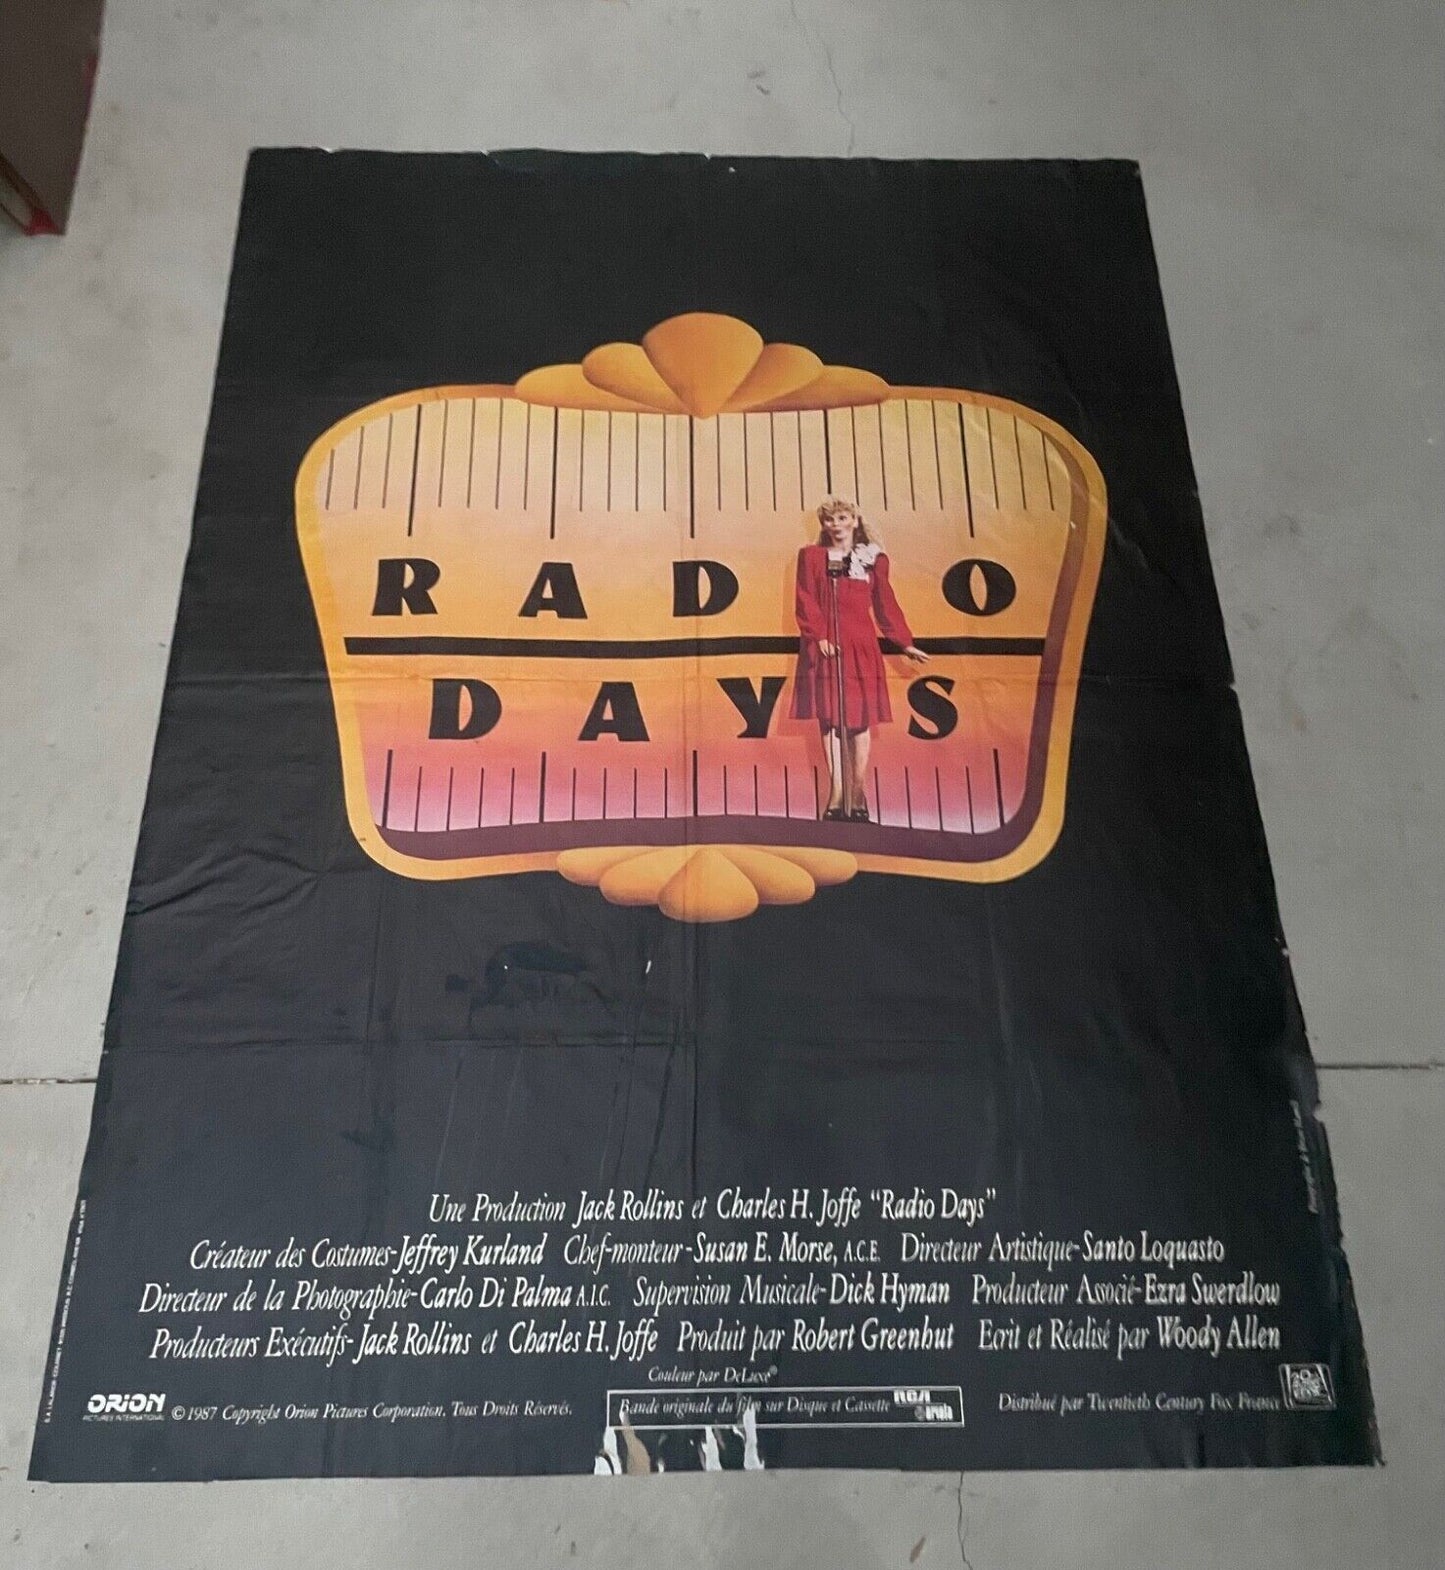 RAD O
DAYS
Une Production Jack Rollins et Charles H. Joffe "Radio Days"
Créateur des Costumes-Jeffrey Kurland Chef-monteur-Susan E. Morse, A.C.E. Directeur Artistique-Santo Loquasto
Directeur de la Photographie-Carlo Di Palma A.I.C. Supervision Musicale-Dick Hyman Producteur Associé-Ezra Swerdlow
Producteurs Exécutifs-Jack Rollins et Charles H. Joffe Produit par Robert Greenhut Ecrit et Réalisé par Woody Allen
Couleur par DeLuxe®
ORION
PICTURES INTERNATIONAL
©1987 Copyright Orion Pictures Corporation. Tous Droits Réservés.
Bande originale du film sur Disque et Cassette RCA
Distribué par Twentieth Century Fox France